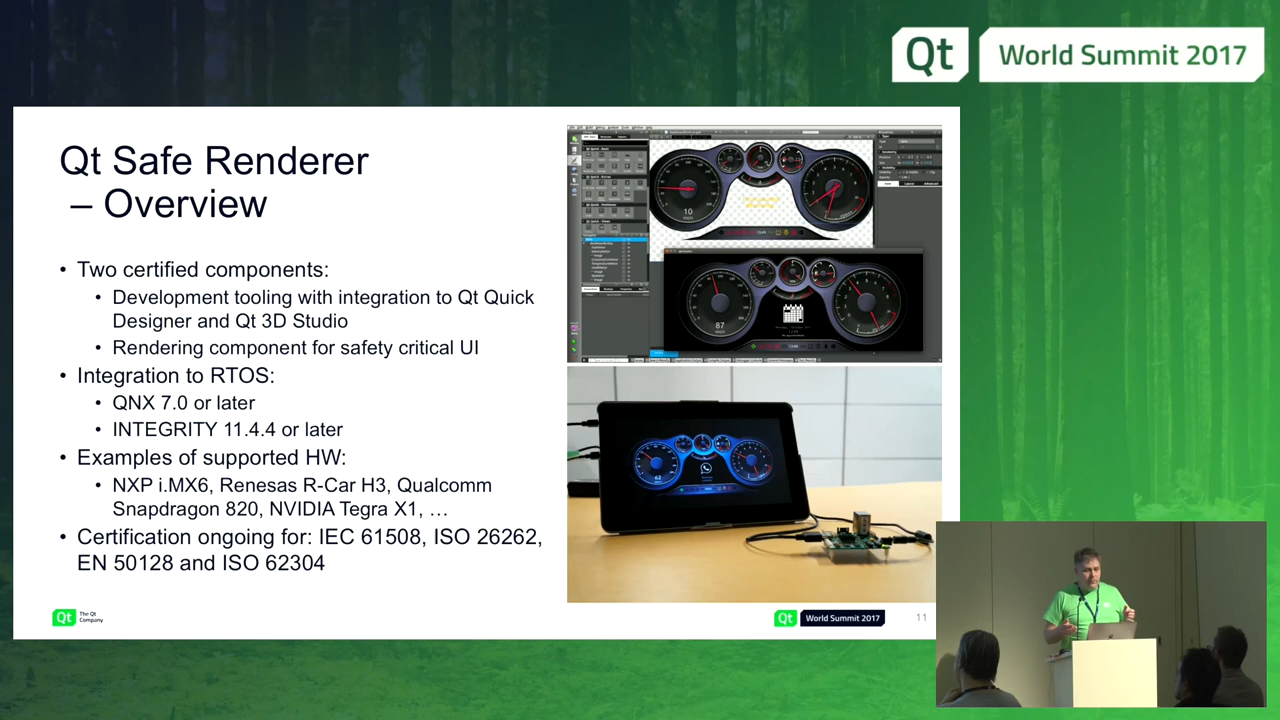 Qt World Summit 2017
Qt Safe Renderer
– Overview
• Two certified components:
• Development tooling with integration to Qt Quick
Designer and Qt 3D Studio
• Rendering component for safety critical UI
• Integration to RTOS:
• QNX 7.0 or later
• INTEGRITY 11.4.4 or later
• Examples of supported HW:
• NXP i.MX6, Renesas R-Car H3, Qualcomm
Snapdragon 820, NVIDIA Tegra X1, …
• Certification ongoing for: IEC 61508, ISO 26262,
EN 50128 and ISO 62304
10
87
62
Qt The Qt
Company
Qt World Summit 2017
11